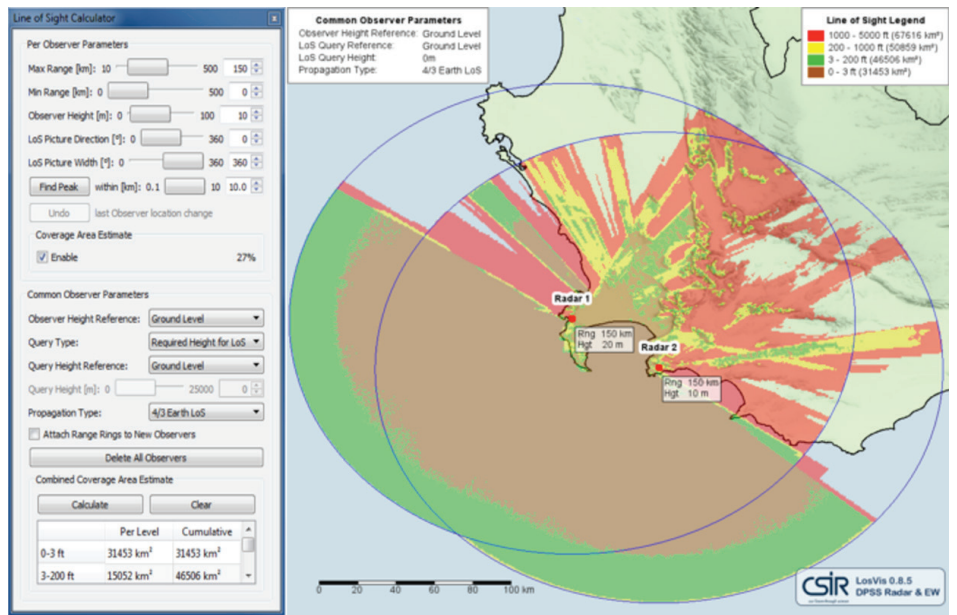 Line of Sight Calculator
Per Observer Parameters
Max Range [km]: 10 500 150
Min Range [km]: 0 500 0
Observer Height [m]: 0 100 10
LoS Picture Direction [°]: 0 360 0
LoS Picture Width [°]: 0 360 360
Find Peak within [km]: 0.1 10 10.0
Undo last Observer location change
Coverage Area Estimate
Enable 27%
Common Observer Parameters
Observer Height Reference: Ground Level
Query Type: Required Height for LoS
Query Height Reference: Ground Level
Query Height [m]: 0 25000 0
Propagation Type: 4/3 Earth LoS
Attach Range Rings to New Observers
Delete All Observers
Combined Coverage Area Estimate
Calculate Clear
Per Level Cumulative
0-3 ft 31453 km² 31453 km²
3-200 ft 15052 km² 46506 km²
Common Observer Parameters
Observer Height Reference: Ground Level
LoS Query Reference: Ground Level
LoS Query Height: 0m
Propagation Type: 4/3 Earth LoS
Line of Sight Legend
1000 - 5000 ft (67616 km²)
200 - 1000 ft (50859 km²)
3 - 200 ft (46506 km²)
0 - 3 ft (31453 km²)
Radar 1
Rng 150 km
Hgt 20 m
Radar 2
Rng 150 km
Hgt 10 m
0 20 40 60 80 100 km
CSIR
LosVis 0.8.5
DPSS Radar & EW